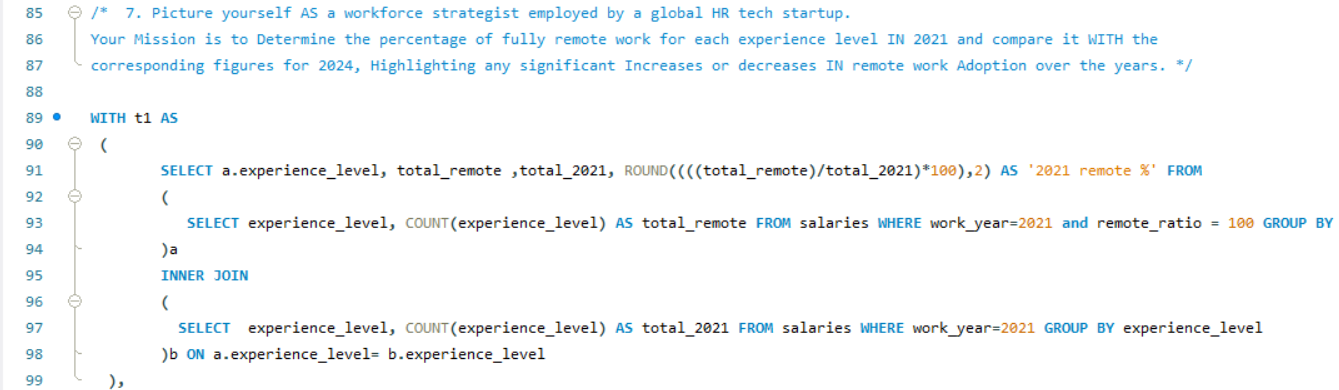 85 /* 7. Picture yourself AS a workforce strategist employed by a global HR tech startup.
86 Your Mission is to Determine the percentage of fully remote work for each experience level IN 2021 and compare it WITH the
87 corresponding figures for 2024, Highlighting any significant Increases or decreases IN remote work Adoption over the years. */
88
89 WITH t1 AS
90 (
91 SELECT a.experience_level, total_remote ,total_2021, ROUND((((total_remote)/total_2021)*100),2) AS '2021 remote %' FROM
92 (
93 SELECT experience_level, COUNT(experience_level) AS total_remote FROM salaries WHERE work_year=2021 and remote_ratio = 100 GROUP BY
94 )a
95 INNER JOIN
96 (
97 SELECT  experience_level, COUNT(experience_level) AS total_2021 FROM salaries WHERE work_year=2021 GROUP BY experience_level
98 )b ON a.experience_level= b.experience_level
99 ),